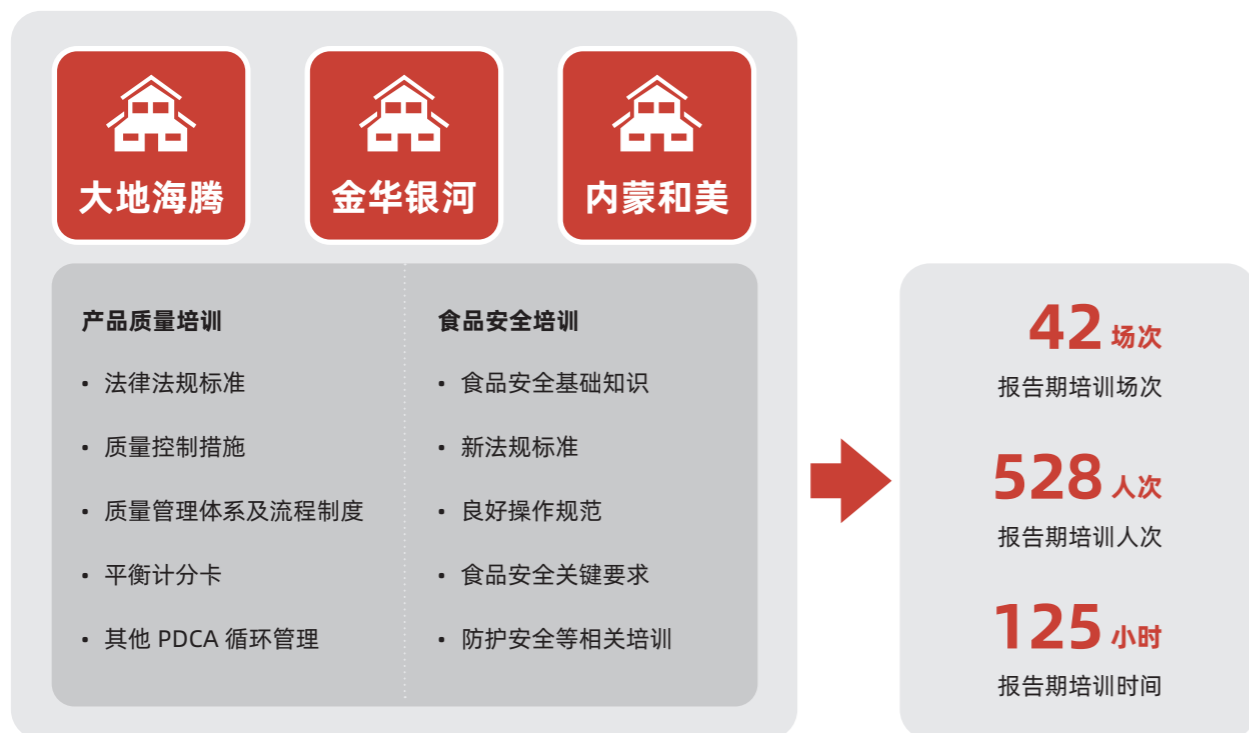 大地海腾
金华银河
内蒙和美
产品质量培训
• 法律法规标准
• 质量控制措施
• 质量管理体系及流程制度
• 平衡计分卡
• 其他 PDCA 循环管理
食品安全培训
• 食品安全基础知识
• 新法规标准
• 良好操作规范
• 食品安全关键要求
• 防护安全等相关培训
42 场次
报告期培训场次
528 人次
报告期培训人次
125 小时
报告期培训时间